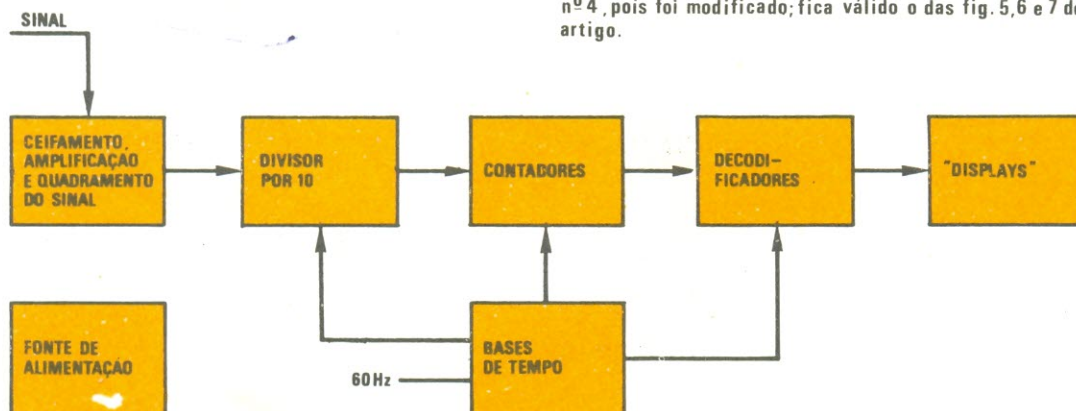 nº 4, pois foi modificado; fica válido o das fig. 5, 6 e 7 do
artigo.
SINAL
CEIFAMENTO,
AMPLIFICAÇÃO
E QUADRAMENTO
DO SINAL
DIVISOR
POR 10
CONTADORES
DECODI-
FICADORES
"DISPLAYS"
FONTE DE
ALIMENTAÇÃO
60Hz
BASES
DE TEMPO